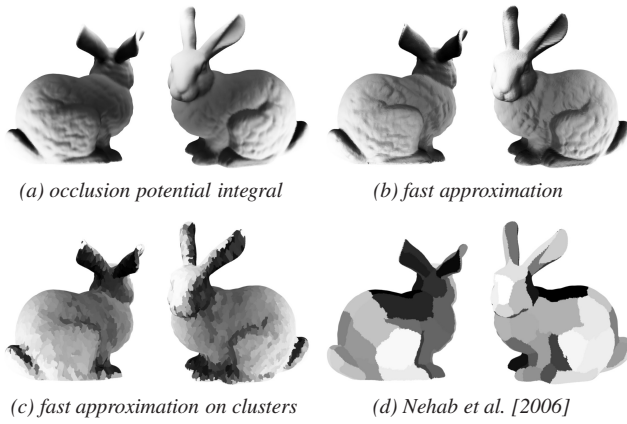 (a) occlusion potential integral
(b) fast approximation
(c) fast approximation on clusters
(d) Nehab et al. [2006]